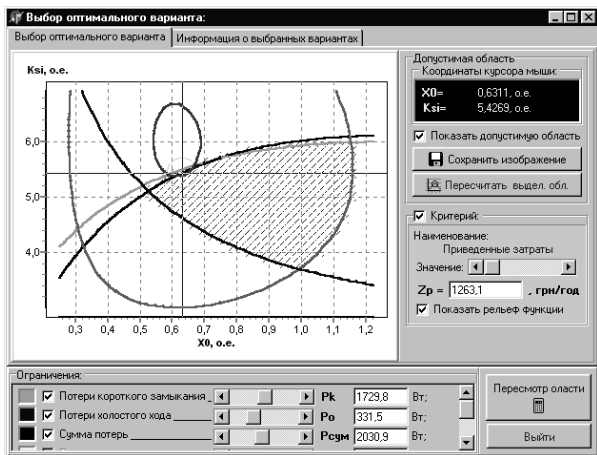 Выбор оптимального варианта:
Выбор оптимального варианта Информация о выбранных вариантах
Ksi, о.е.
6,0
5,0
4,0
0,3 0,4 0,5 0,6 0,7 0,8 0,9 1,0 1,1 1,2
X0, о.е.
Допустимая область
Координаты курсора мыши:
X0= 0,6311, о.е.
Ksi= 5,4269, о.е.
Показать допустимую область
Сохранить изображение
Пересчитать выдел. обл.
Критерий:
Наименование:
Приведенные затраты
Значение:
Zp = 1263,1 , грн/год
Показать рельеф функции
Ограничения:
Потери короткого замыкания Pk 1729,8 Вт;
Потери холостого хода Po 331,5 Вт;
Сумма потерь Pсум 2030,9 Вт;
Пересмотр оласти
Выйти